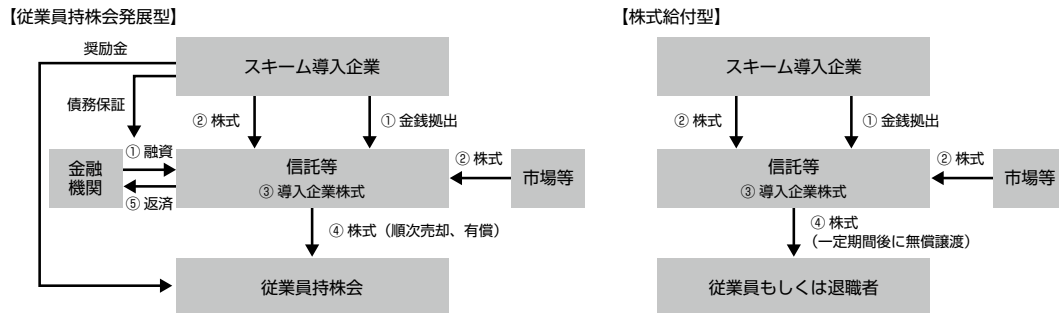 【従業員持株会発展型】
奨励金
スキーム導入企業
債務保証
② 株式
① 金銭拠出
① 融資
金融
機関
⑤ 返済
信託等
③ 導入企業株式
② 株式
市場等
④ 株式（順次売却、有償）
従業員持株会
【株式給付型】
スキーム導入企業
② 株式
① 金銭拠出
信託等
③ 導入企業株式
② 株式
市場等
④ 株式
（一定期間後に無償譲渡）
従業員もしくは退職者